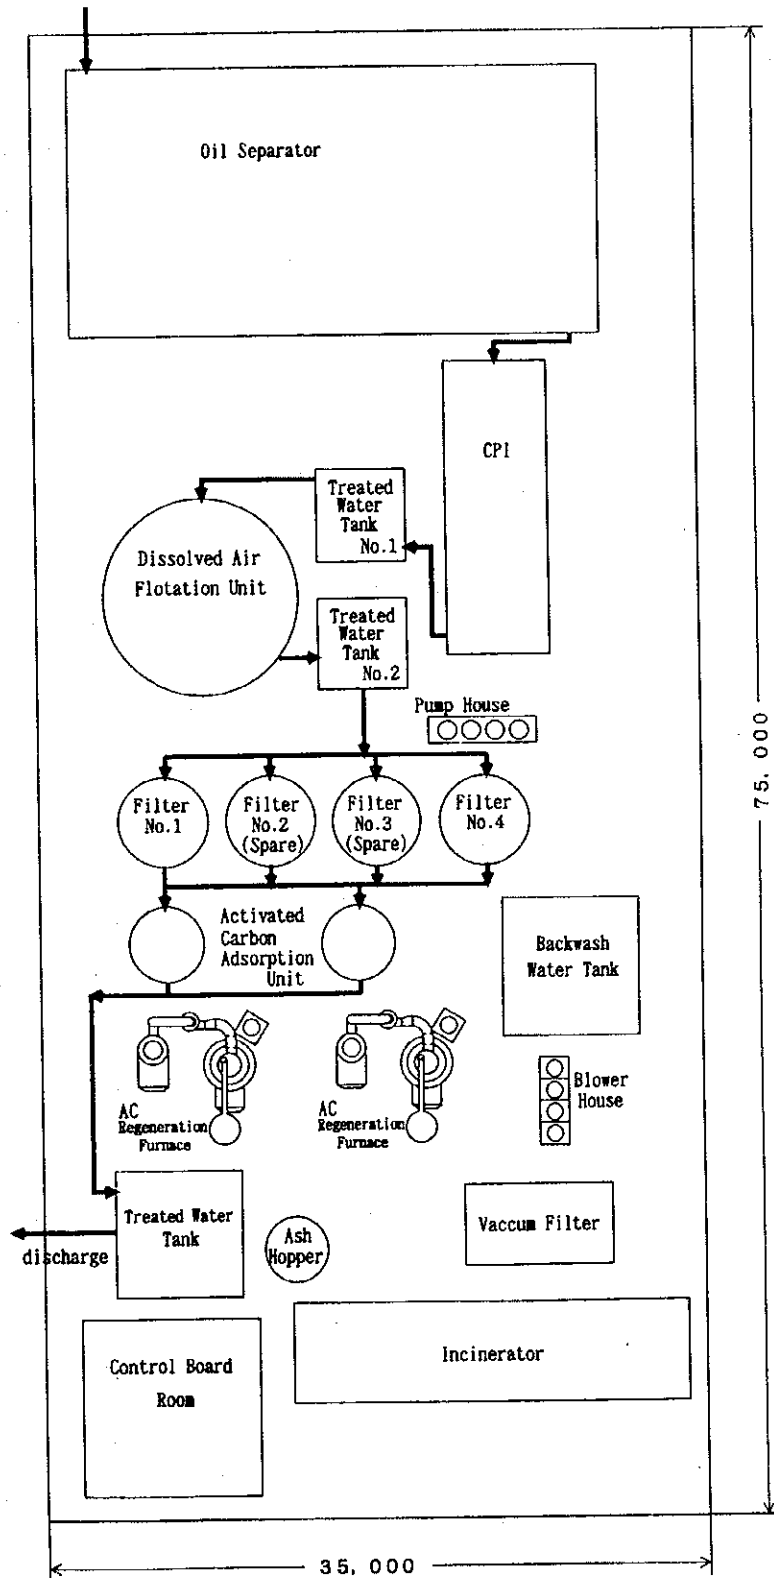 Oil Separator
CPI
Treated
Water
Tank
No.1
Dissolved Air
Flotation Unit
Treated
Water
Tank
No.2
Pump House
Filter
No.1
Filter
No.2
(Spare)
Filter
No.3
(Spare)
Filter
No.4
Activated
Carbon
Adsorption
Unit
Backwash
Water Tank
AC
Regeneration
Furnace
AC
Regeneration
Furnace
Blower
House
Treated Water
Tank
discharge
Ash
Hopper
Vaccum Filter
Control Board
Room
Incinerator
75,000
35,000